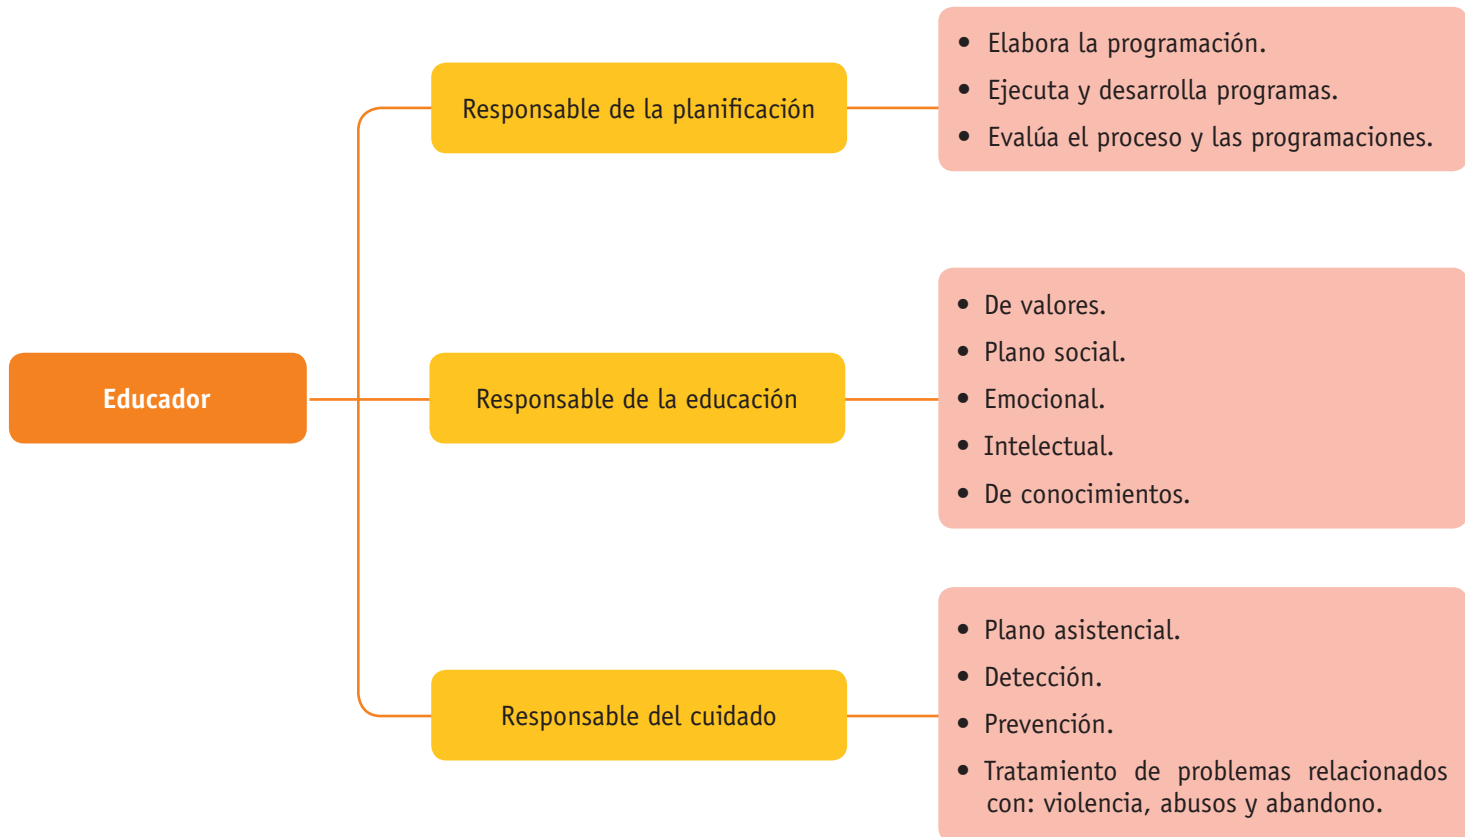 Educador
Responsable de la planificación
• Elabora la programación.
• Ejecuta y desarrolla programas.
• Evalúa el proceso y las programaciones.
Responsable de la educación
• De valores.
• Plano social.
• Emocional.
• Intelectual.
• De conocimientos.
Responsable del cuidado
• Plano asistencial.
• Detección.
• Prevención.
• Tratamiento de problemas relacionados
con: violencia, abusos y abandono.